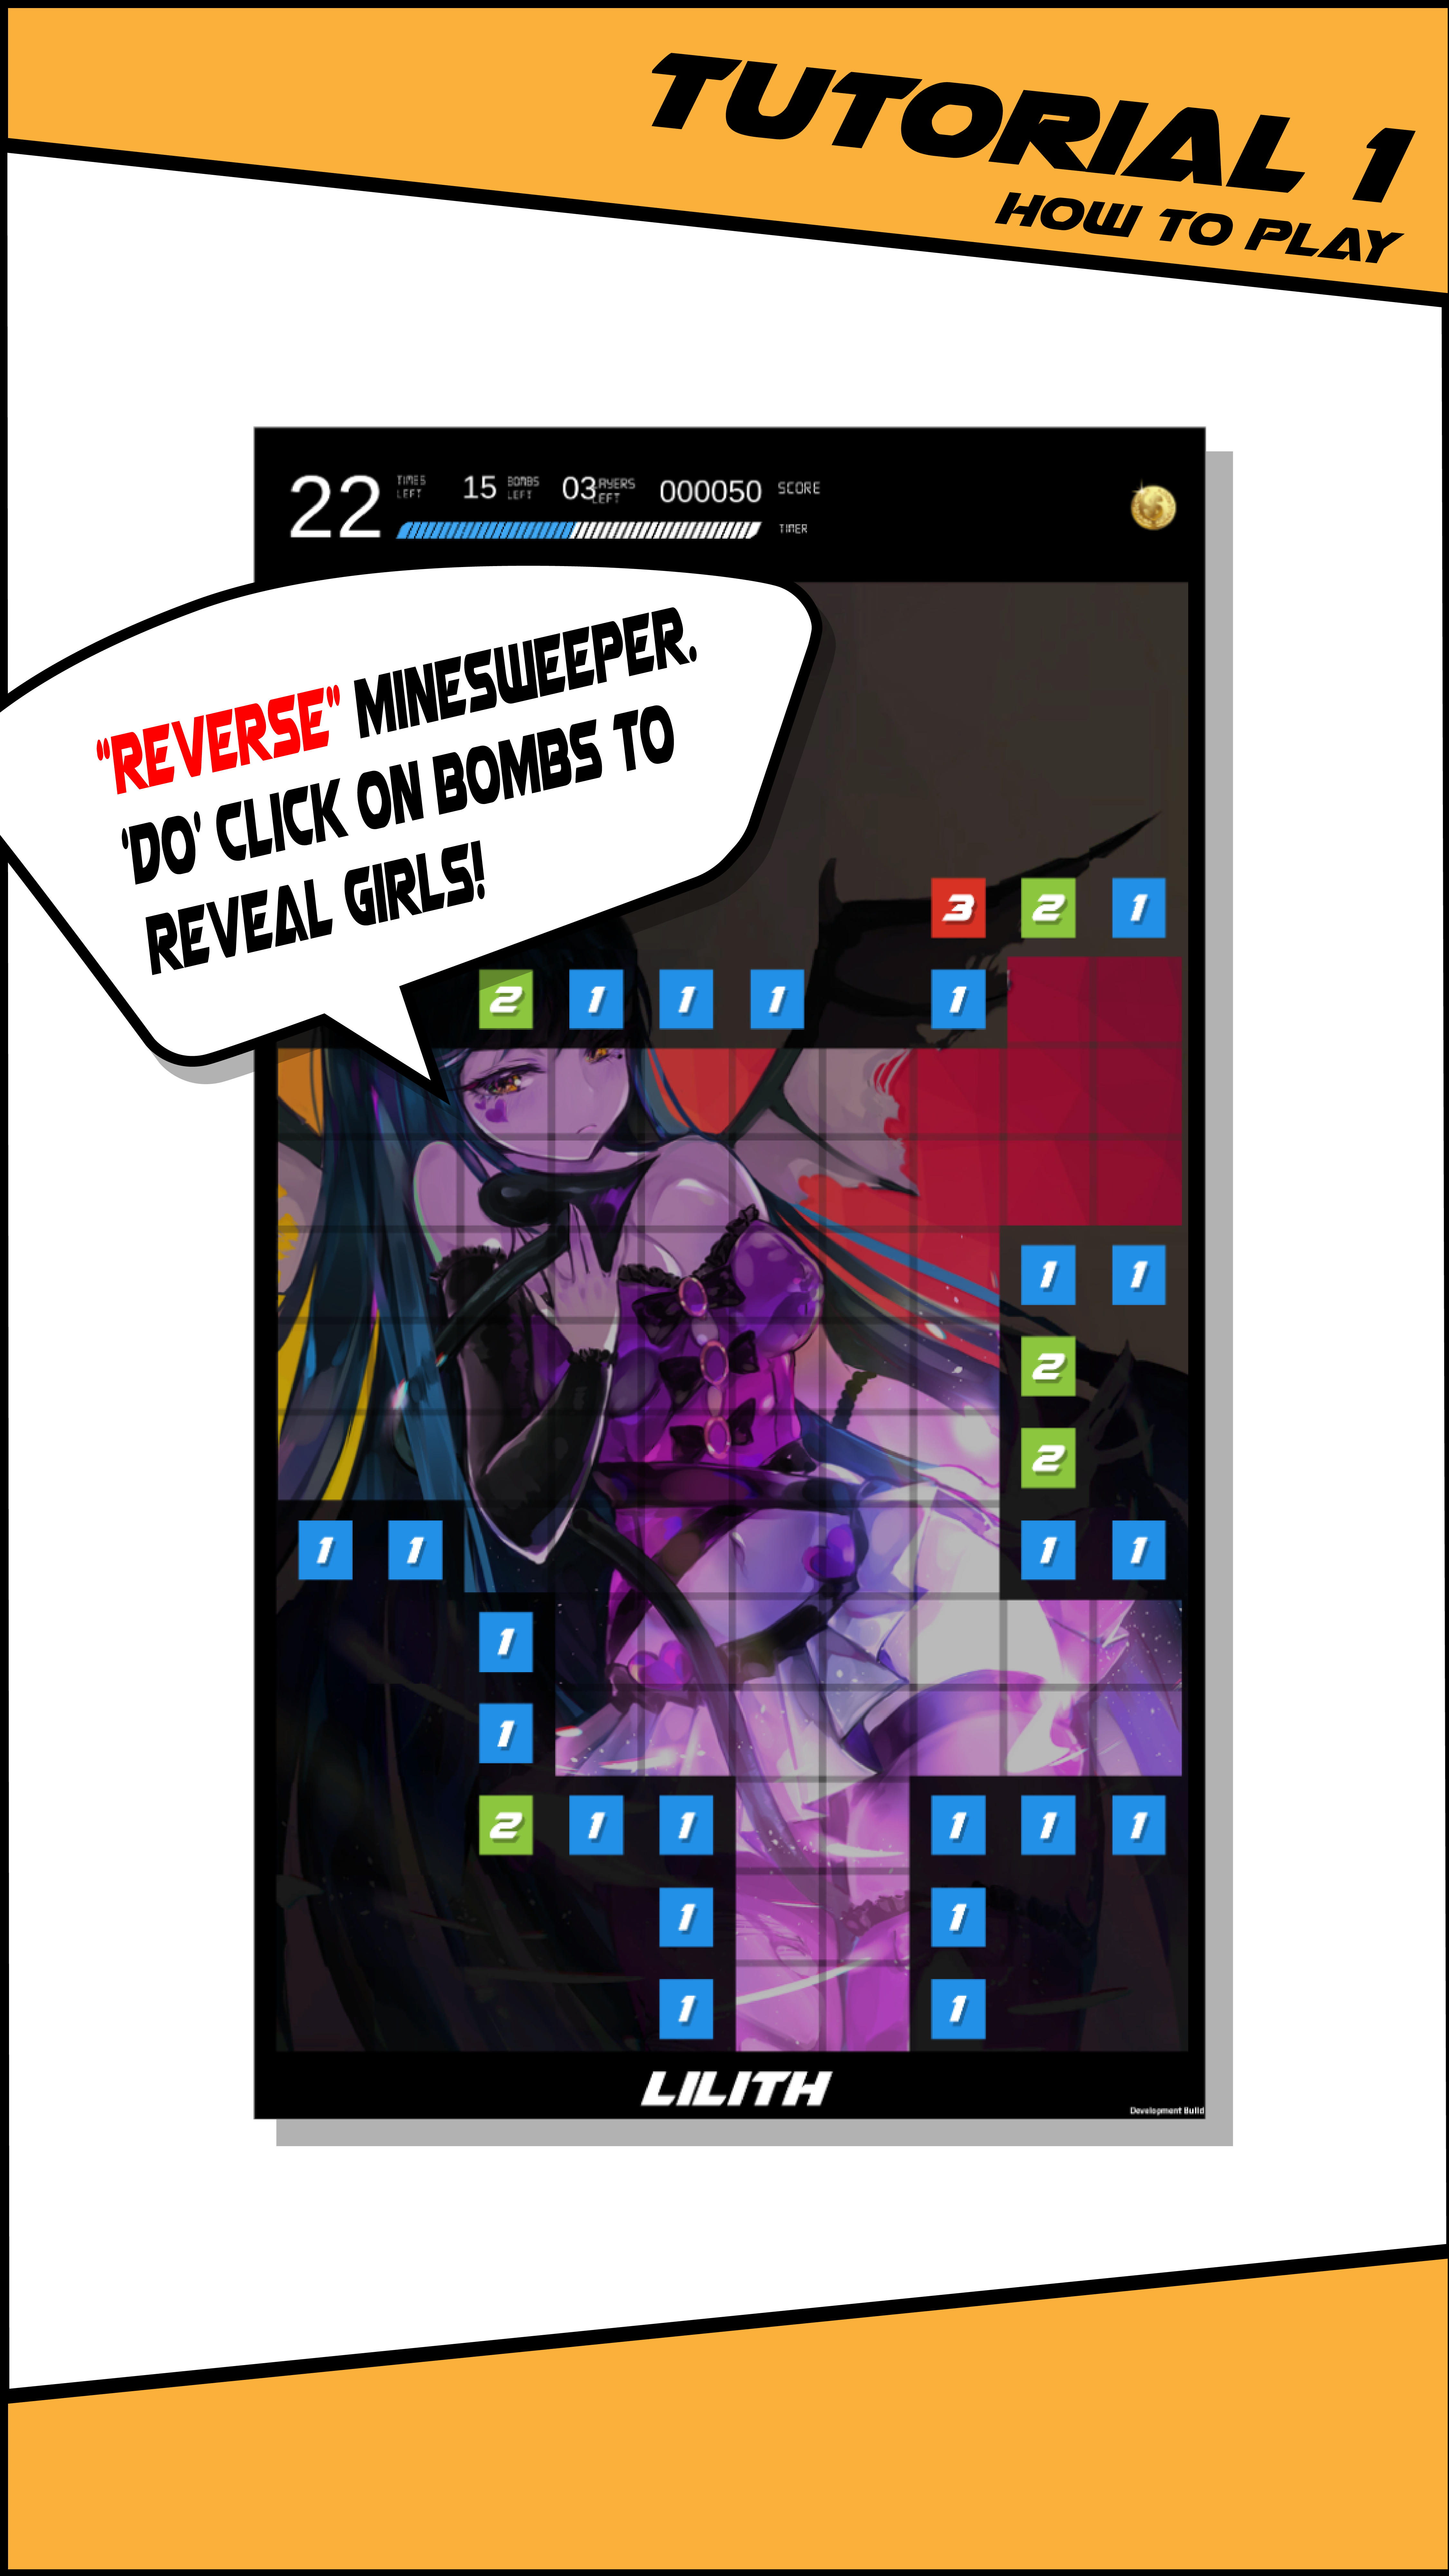 TUTORIAL 1
HOW TO PLAY
22 TIMES LEFT 15 BOMBS LEFT 03 LAYERS LEFT 000050 SCORE
TIMER
"REVERSE" MINESWEEPER.
'DO' CLICK ON BOMBS TO
REVEAL GIRLS!
3 2 1
2 1 1 1 1
1 1
2
2
1 1 1 1
1
1
2 1 1 1 1 1
1 1
1 1
LILITH
Development Build